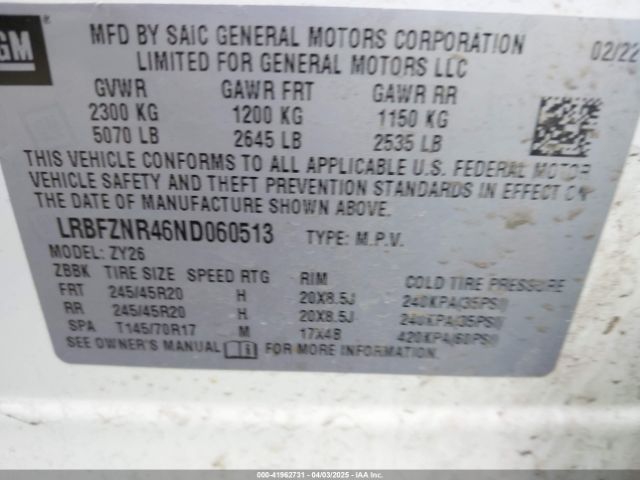 GM
MFD BY SAIC GENERAL MOTORS CORPORATION 02/22
LIMITED FOR GENERAL MOTORS LLC
GVWR GAWR FRT GAWR RR
2300 KG 1200 KG 1150 KG
5070 LB 2645 LB 2535 LB
THIS VEHICLE CONFORMS TO ALL APPLICABLE U.S. FEDERAL MOTOR
VEHICLE SAFETY AND THEFT PREVENTION STANDARDS IN EFFECT ON
THE DATE OF MANUFACTURE SHOWN ABOVE.
LRBFZNR46ND060513 TYPE: M.P.V.
MODEL: ZY26
ZBBK TIRE SIZE SPEED RTG RIM COLD TIRE PRESSURE
FRT 245/45R20 H 20X8.5J 240KPA(35PSI)
RR 245/45R20 H 20X8.5J 240KPA(35PSI)
SPA T145/70R17 M 17X4B 420KPA(60PSI)
SEE OWNER'S MANUAL FOR MORE INFORMATION.
000-41962731 - 04/03/2025 - IAA Inc.